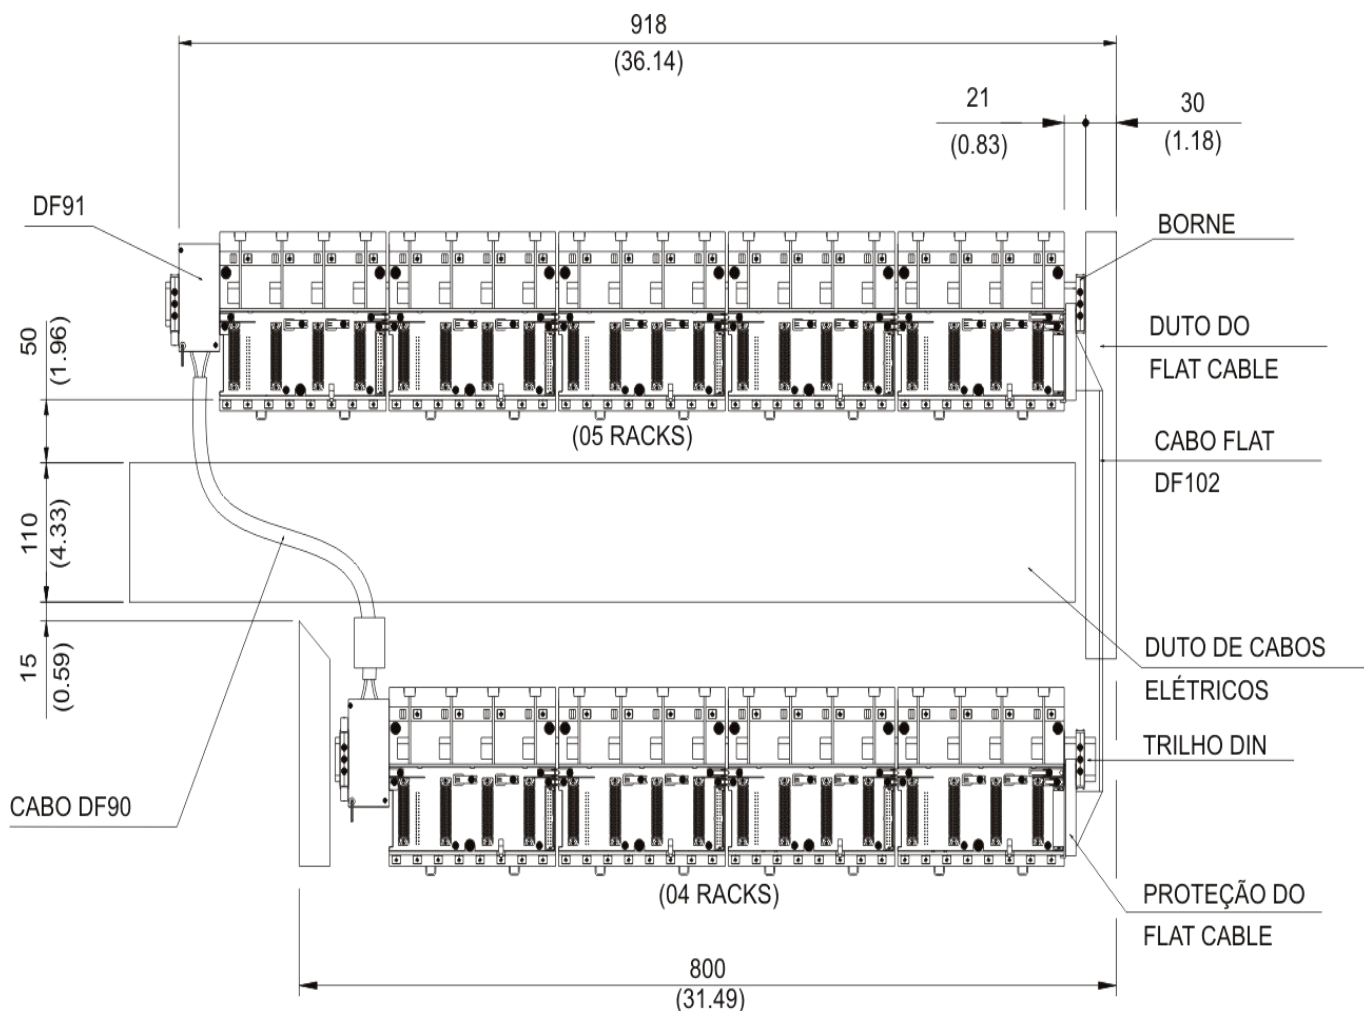 918
(36.14)
21
(0.83)
30
(1.18)
DF91
BORNE
50
(1.96)
DUTO DO
FLAT CABLE
(05 RACKS)
CABO FLAT
DF102
110
(4.33)
15
(0.59)
DUTO DE CABOS
ELÉTRICOS
TRILHO DIN
CABO DF90
(04 RACKS)
PROTEÇÃO DO
FLAT CABLE
800
(31.49)